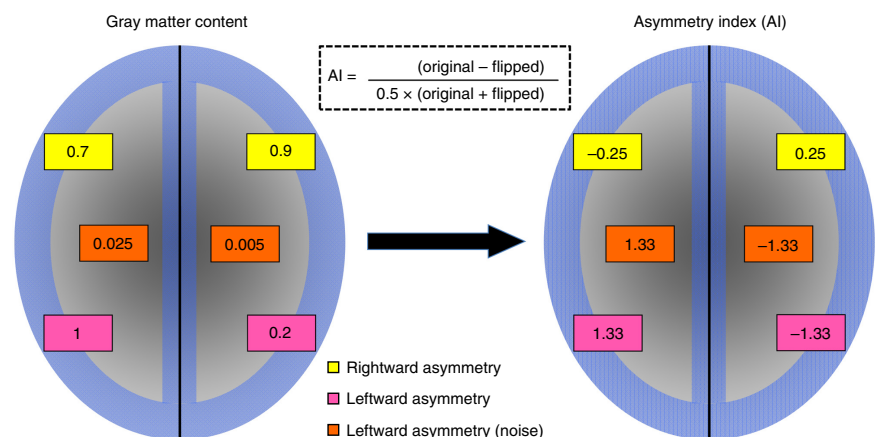 Gray matter content
Asymmetry index (AI)
AI = (original – flipped)
0.5 × (original + flipped)
0.7
0.9
–0.25
0.25
0.025
0.005
1.33
–1.33
1
0.2
1.33
–1.33
Rightward asymmetry
Leftward asymmetry
Leftward asymmetry (noise)